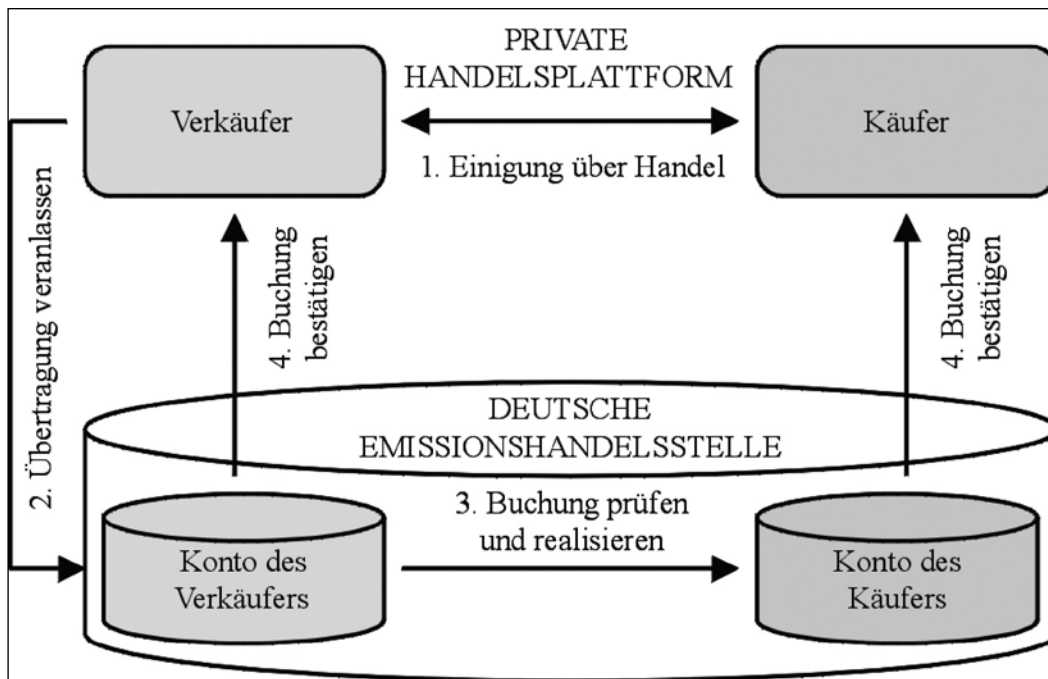 PRIVATE
HANDELSPLATTFORM
Verkäufer
Käufer
1. Einigung über Handel
2. Übertragung veranlassen
4. Buchung
bestätigen
4. Buchung
bestätigen
DEUTSCHE
EMISSIONSHANDELSSTELLE
3. Buchung prüfen
und realisieren
Konto des
Verkäufers
Konto des
Käufers